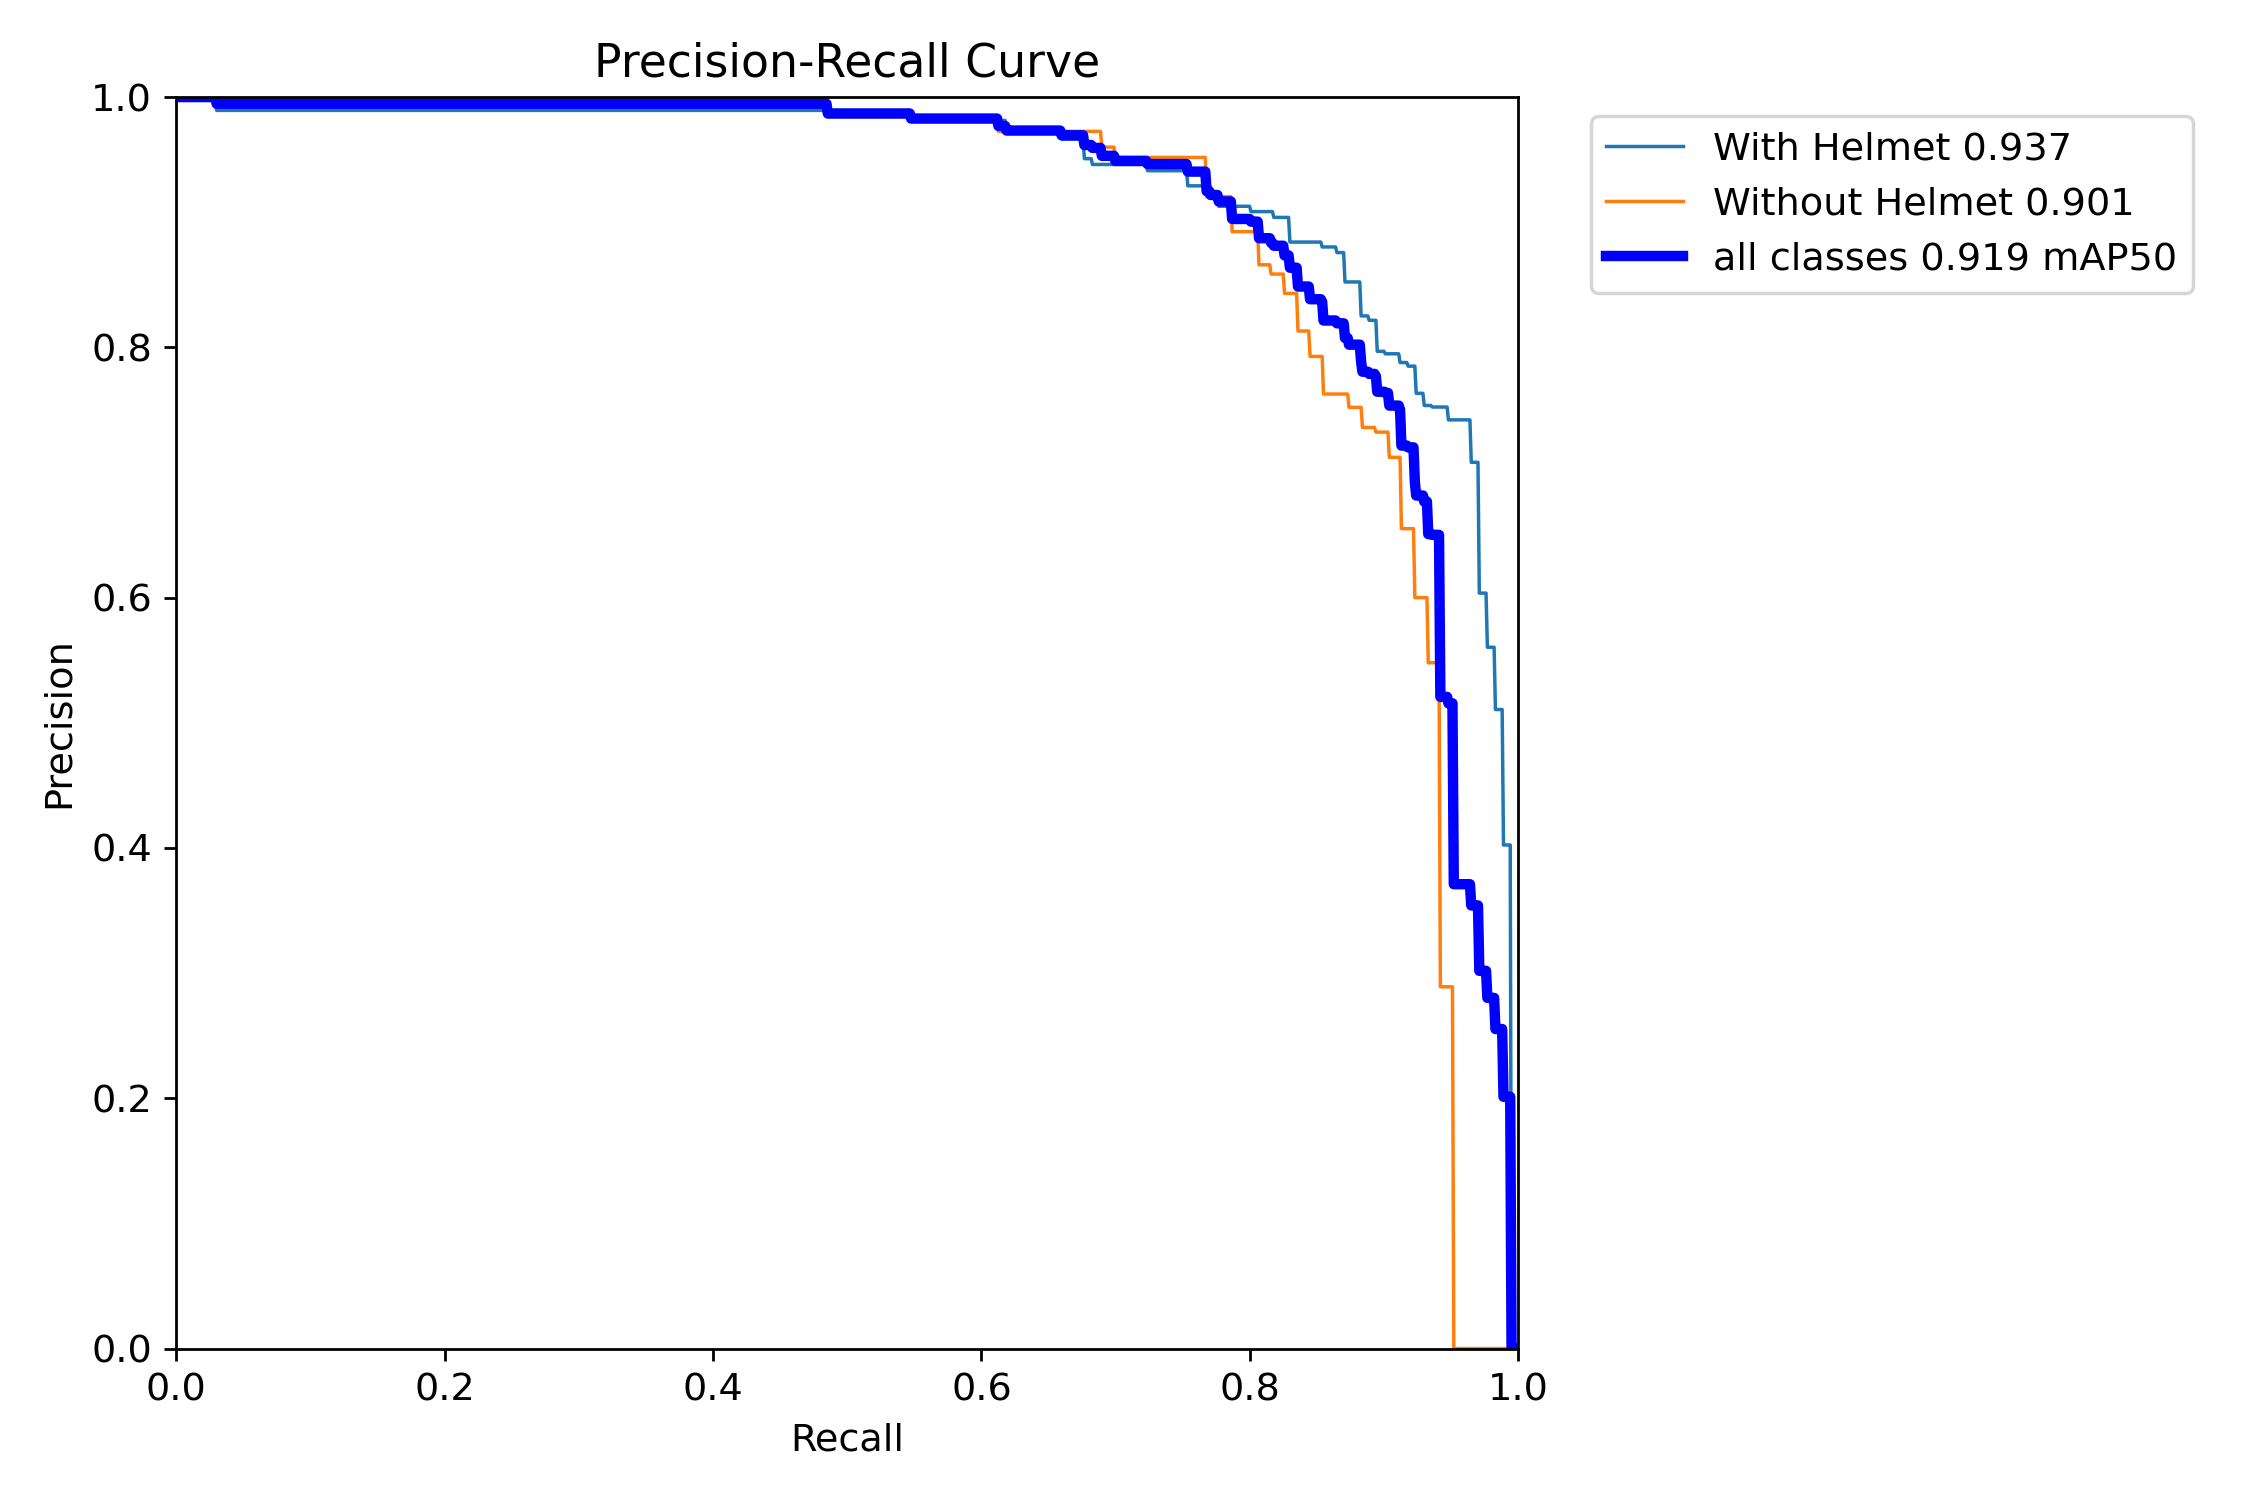 Precision-Recall Curve
1.0
0.8
0.6
0.4
0.2
0.0
Precision
0.0 0.2 0.4 0.6 0.8 1.0
Recall
With Helmet 0.937
Without Helmet 0.901
all classes 0.919 mAP50